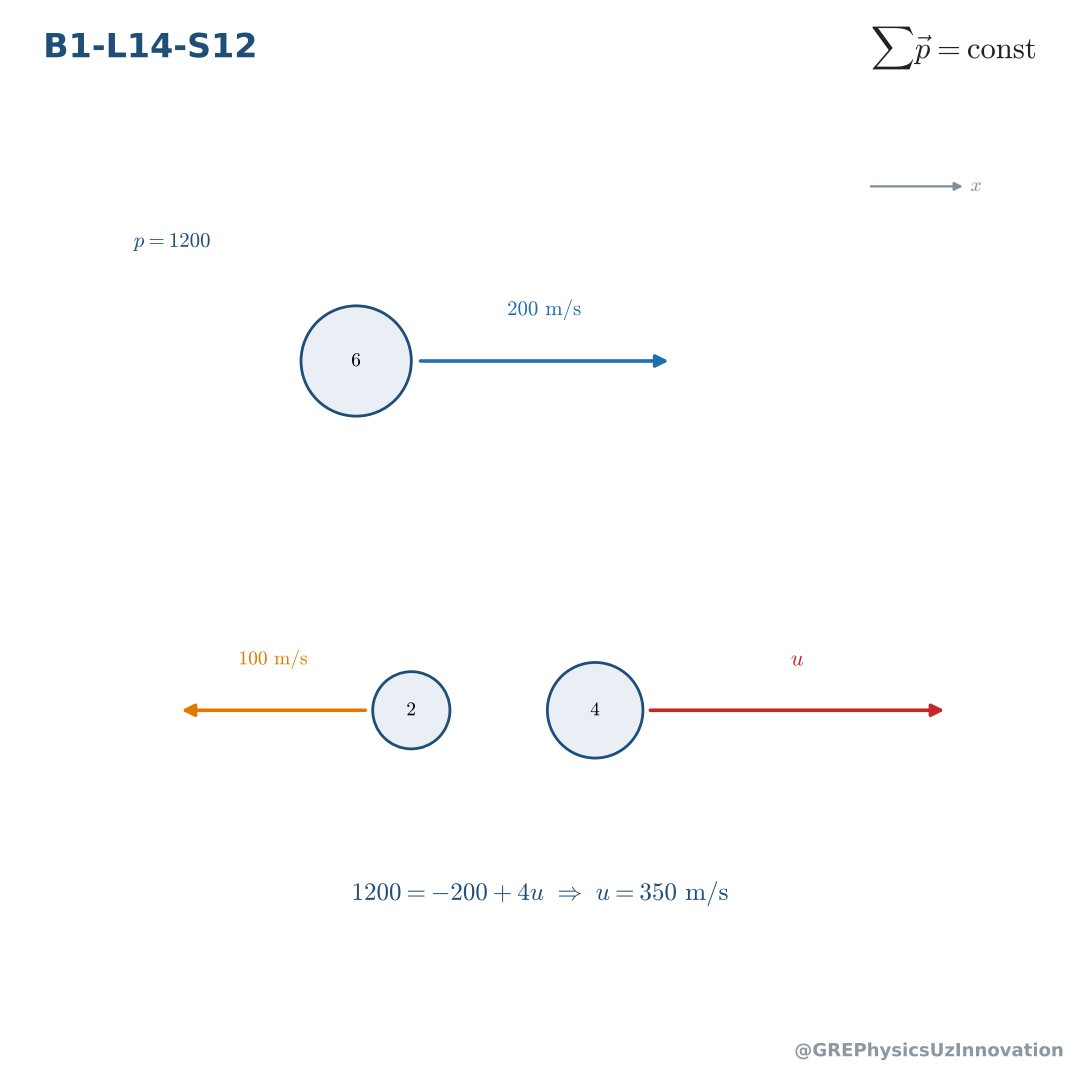 B1-L14-S12
∑p⃗ = const
x
p = 1200
200 m/s
6
100 m/s
u
2
4
1200 = −200 + 4u ⇒ u = 350 m/s
@GREPhysicsUzInnovation